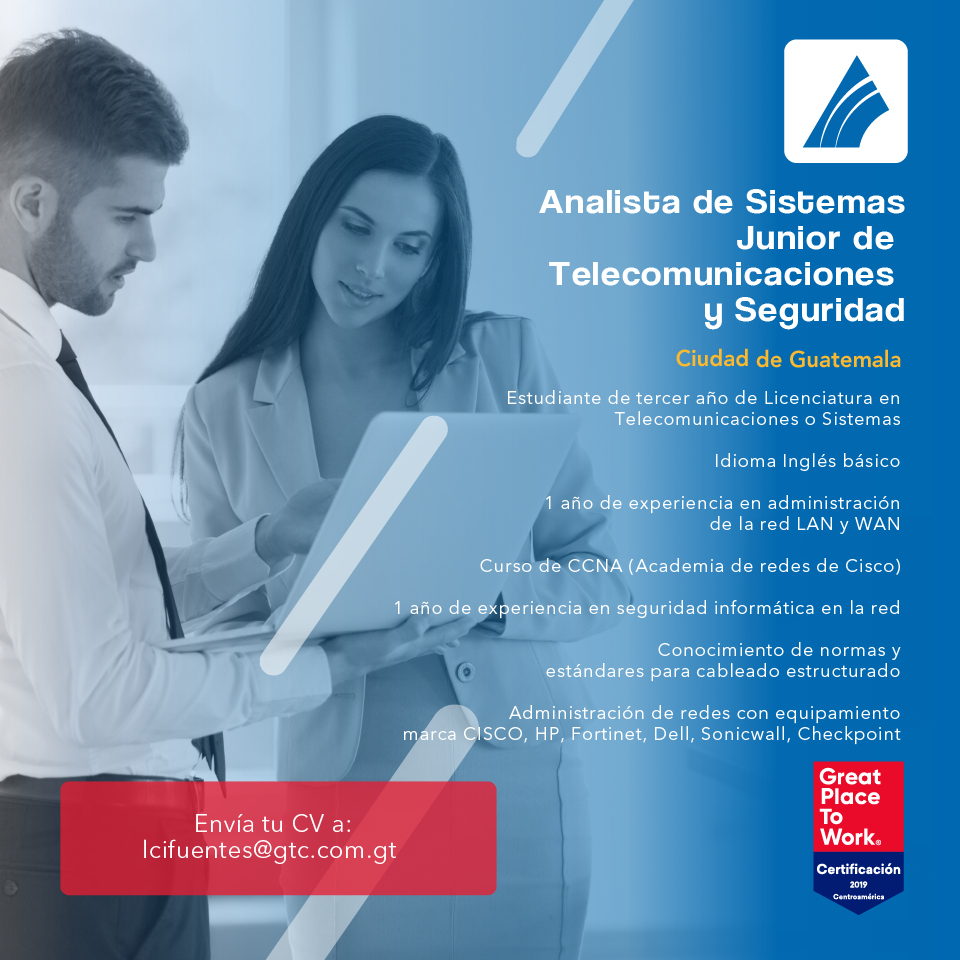 Analista de Sistemas
Junior de
Telecomunicaciones
y Seguridad
Ciudad de Guatemala
Estudiante de tercer año de Licenciatura en
Telecomunicaciones o Sistemas
Idioma Inglés básico
1 año de experiencia en administración
de la red LAN y WAN
Curso de CCNA (Academia de redes de Cisco)
1 año de experiencia en seguridad informática en la red
Conocimiento de normas y
estándares para cableado estructurado
Administración de redes con equipamiento
marca CISCO, HP, Fortinet, Dell, Sonicwall, Checkpoint
Envía tu CV a:
lcifuentes@gtc.com.gt
Great
Place
To
Work®
Certificación
2019
Centroamérica